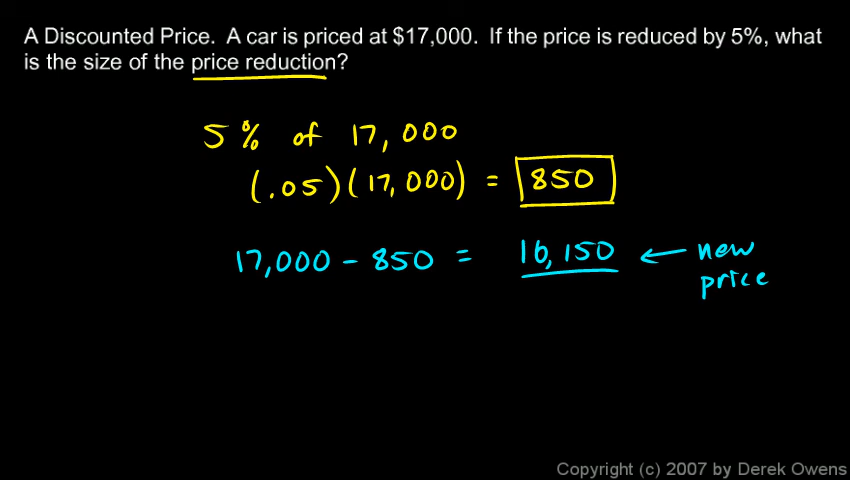 A Discounted Price.  A car is priced at $17,000.  If the price is reduced by 5%, what
is the size of the price reduction?
5% of 17,000
(.05)(17,000) = 850
17,000 - 850 = 16,150 ← new
price
Copyright (c) 2007 by Derek Owens